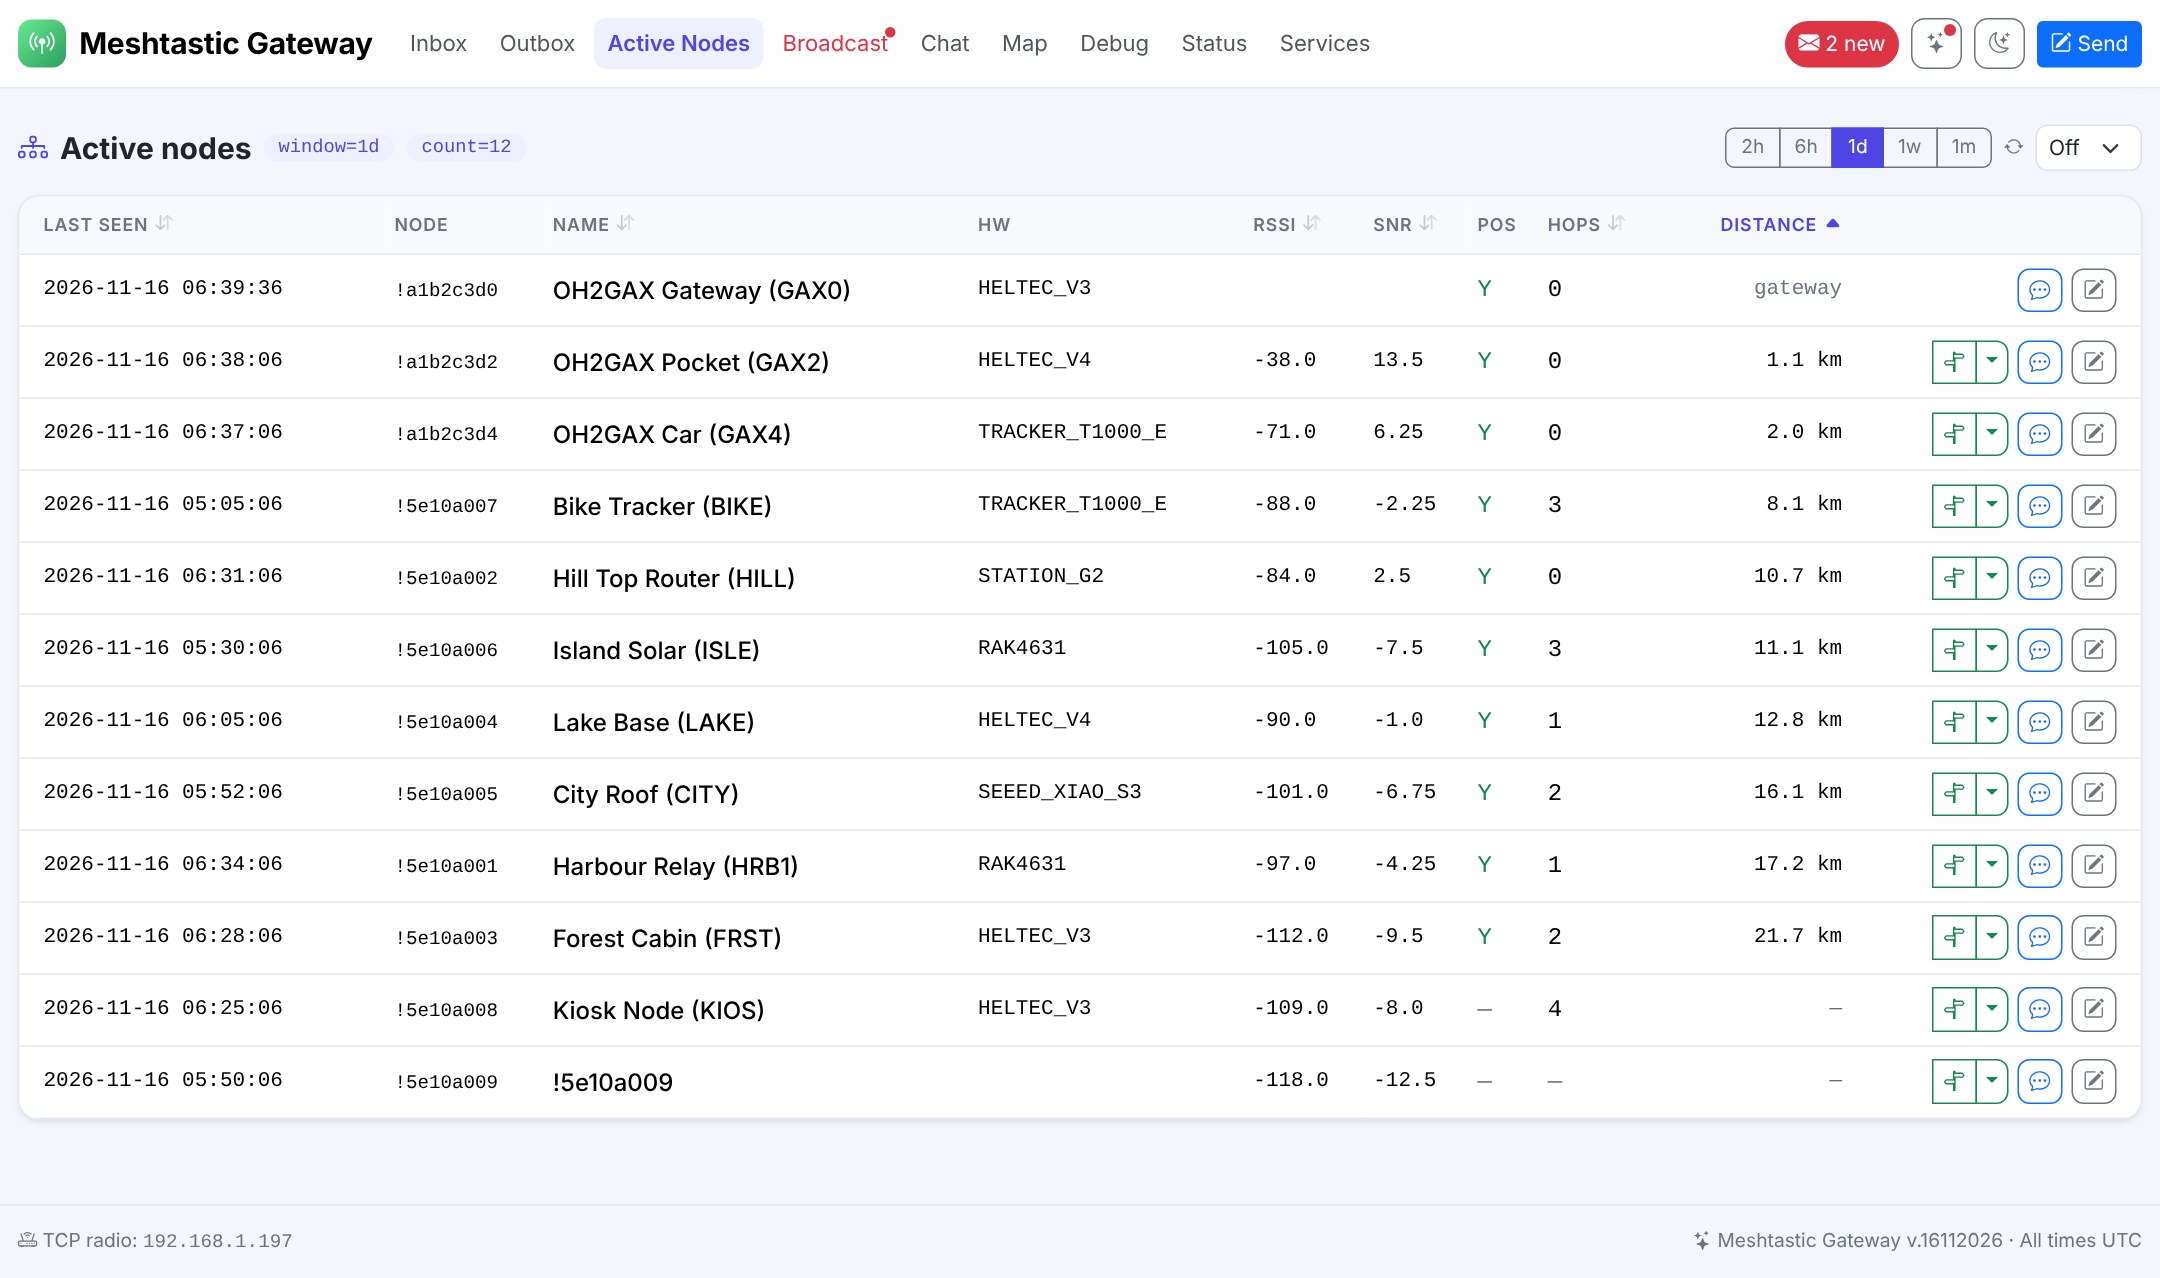 Meshtastic Gateway Inbox Outbox Active Nodes Broadcast Chat Map Debug Status Services 2 new Send
Active nodes window=1d count=12 2h 6h 1d 1w 1m Off
LAST SEEN NODE NAME HW RSSI SNR POS HOPS DISTANCE
2026-11-16 06:39:36 !a1b2c3d0 OH2GAX Gateway (GAX0) HELTEC_V3 Y 0 gateway
2026-11-16 06:38:06 !a1b2c3d2 OH2GAX Pocket (GAX2) HELTEC_V4 -38.0 13.5 Y 0 1.1 km
2026-11-16 06:37:06 !a1b2c3d4 OH2GAX Car (GAX4) TRACKER_T1000_E -71.0 6.25 Y 0 2.0 km
2026-11-16 05:05:06 !5e10a007 Bike Tracker (BIKE) TRACKER_T1000_E -88.0 -2.25 Y 3 8.1 km
2026-11-16 06:31:06 !5e10a002 Hill Top Router (HILL) STATION_G2 -84.0 2.5 Y 0 10.7 km
2026-11-16 05:30:06 !5e10a006 Island Solar (ISLE) RAK4631 -105.0 -7.5 Y 3 11.1 km
2026-11-16 06:05:06 !5e10a004 Lake Base (LAKE) HELTEC_V4 -90.0 -1.0 Y 1 12.8 km
2026-11-16 05:52:06 !5e10a005 City Roof (CITY) SEEED_XIAO_S3 -101.0 -6.75 Y 2 16.1 km
2026-11-16 06:34:06 !5e10a001 Harbour Relay (HRB1) RAK4631 -97.0 -4.25 Y 1 17.2 km
2026-11-16 06:28:06 !5e10a003 Forest Cabin (FRST) HELTEC_V3 -112.0 -9.5 Y 2 21.7 km
2026-11-16 06:25:06 !5e10a008 Kiosk Node (KIOS) HELTEC_V3 -109.0 -8.0 — 4 —
2026-11-16 05:50:06 !5e10a009 !5e10a009 -118.0 -12.5 — — —
TCP radio: 192.168.1.197 Meshtastic Gateway v.16112026 · All times UTC